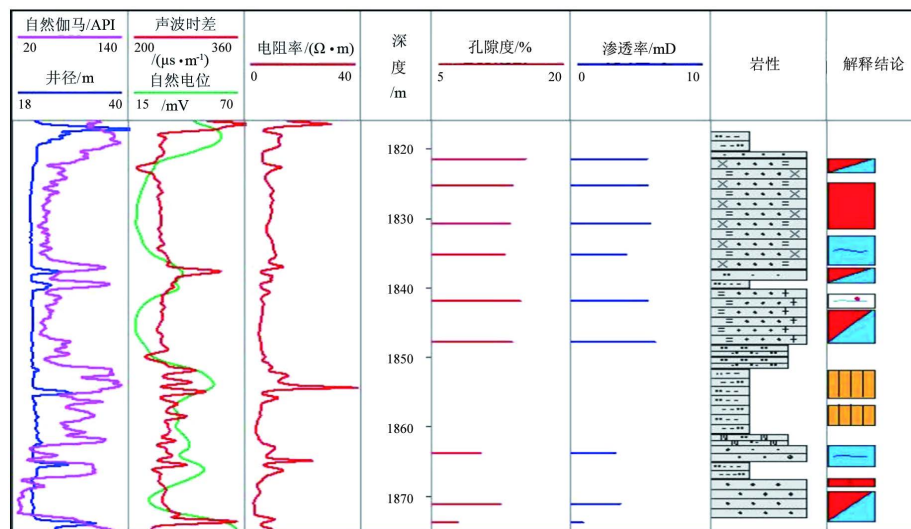 自然伽马/API
20 140
井径/m
18 40
声波时差
200 360
/(μs•m⁻¹)
自然电位
15 /mV 70
电阻率/(Ω•m)
0 40
深
度
/m
孔隙度/%
5 20
渗透率/mD
0 10
岩性
解释结论
1820
1830
1840
1850
1860
1870